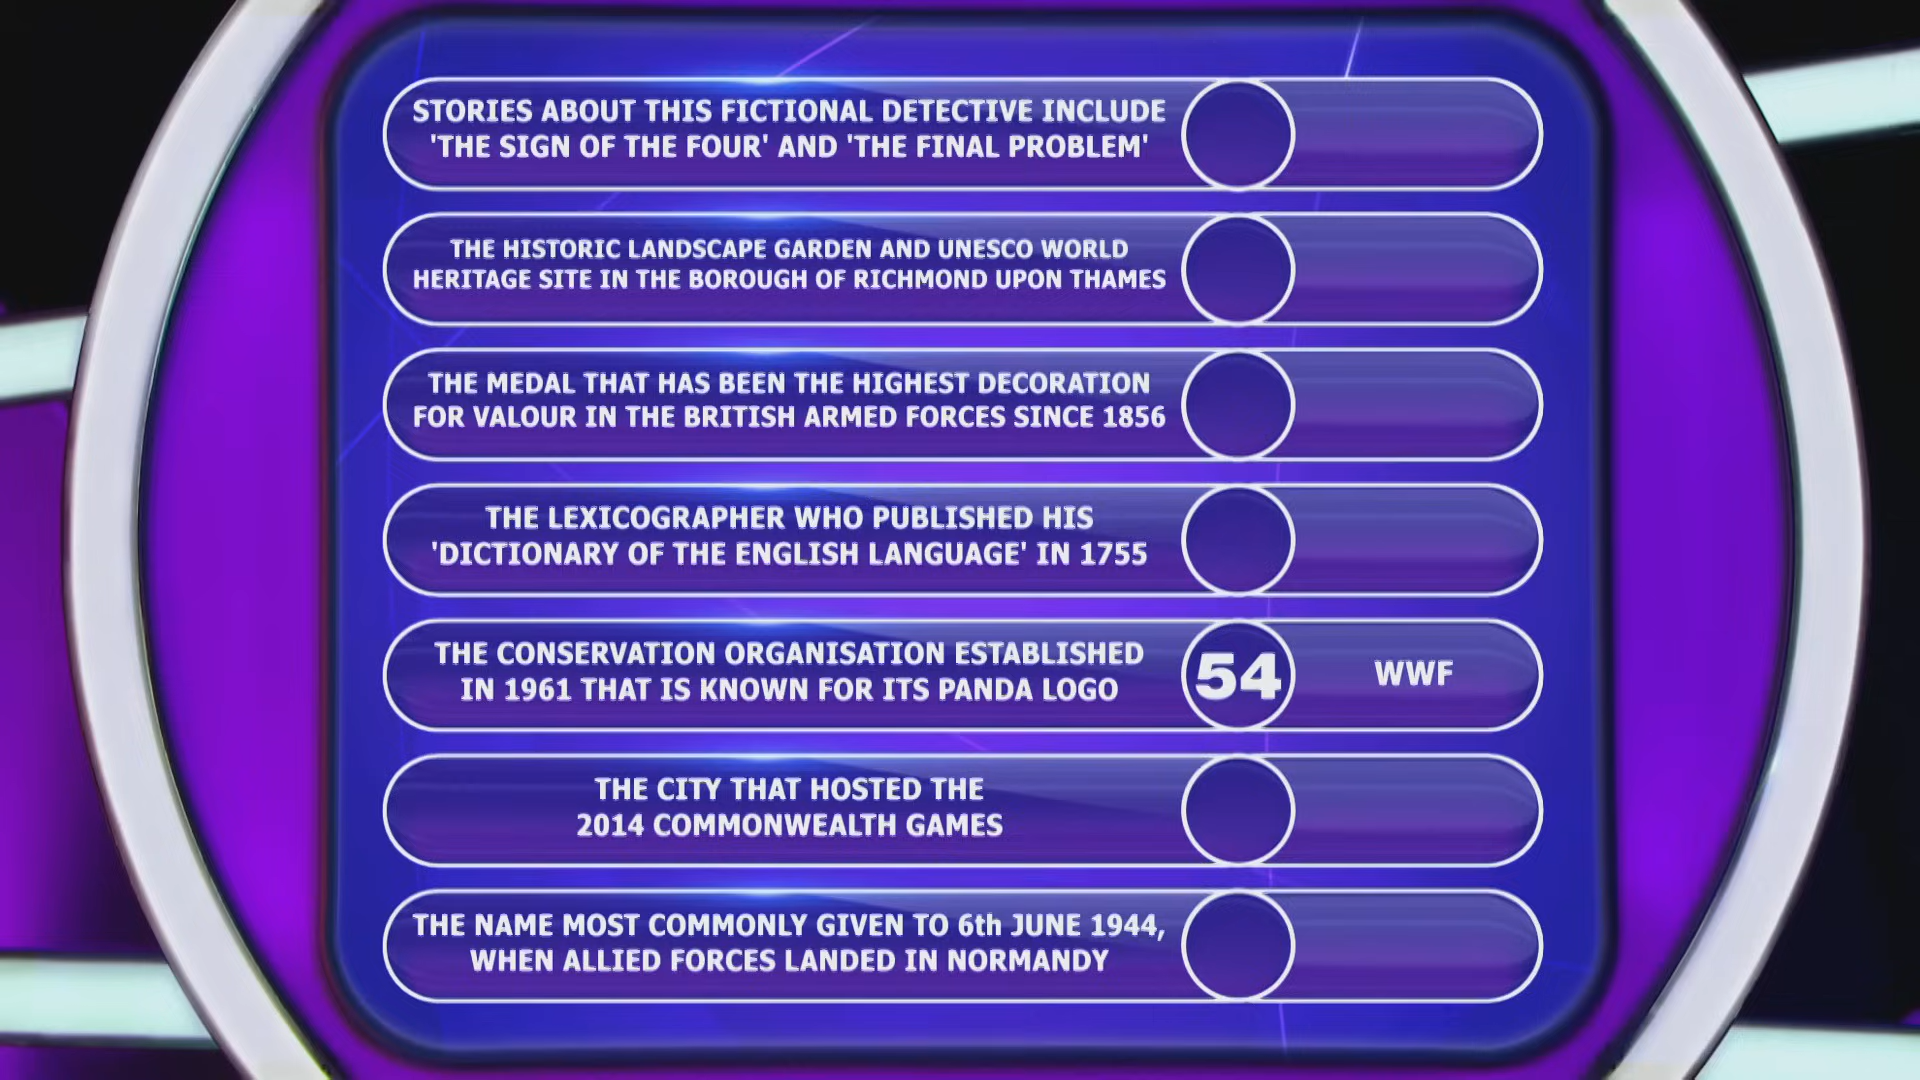 STORIES ABOUT THIS FICTIONAL DETECTIVE INCLUDE
'THE SIGN OF THE FOUR' AND 'THE FINAL PROBLEM'
THE HISTORIC LANDSCAPE GARDEN AND UNESCO WORLD
HERITAGE SITE IN THE BOROUGH OF RICHMOND UPON THAMES
THE MEDAL THAT HAS BEEN THE HIGHEST DECORATION
FOR VALOUR IN THE BRITISH ARMED FORCES SINCE 1856
THE LEXICOGRAPHER WHO PUBLISHED HIS
'DICTIONARY OF THE ENGLISH LANGUAGE' IN 1755
THE CONSERVATION ORGANISATION ESTABLISHED
IN 1961 THAT IS KNOWN FOR ITS PANDA LOGO
54
WWF
THE CITY THAT HOSTED THE
2014 COMMONWEALTH GAMES
THE NAME MOST COMMONLY GIVEN TO 6th JUNE 1944,
WHEN ALLIED FORCES LANDED IN NORMANDY